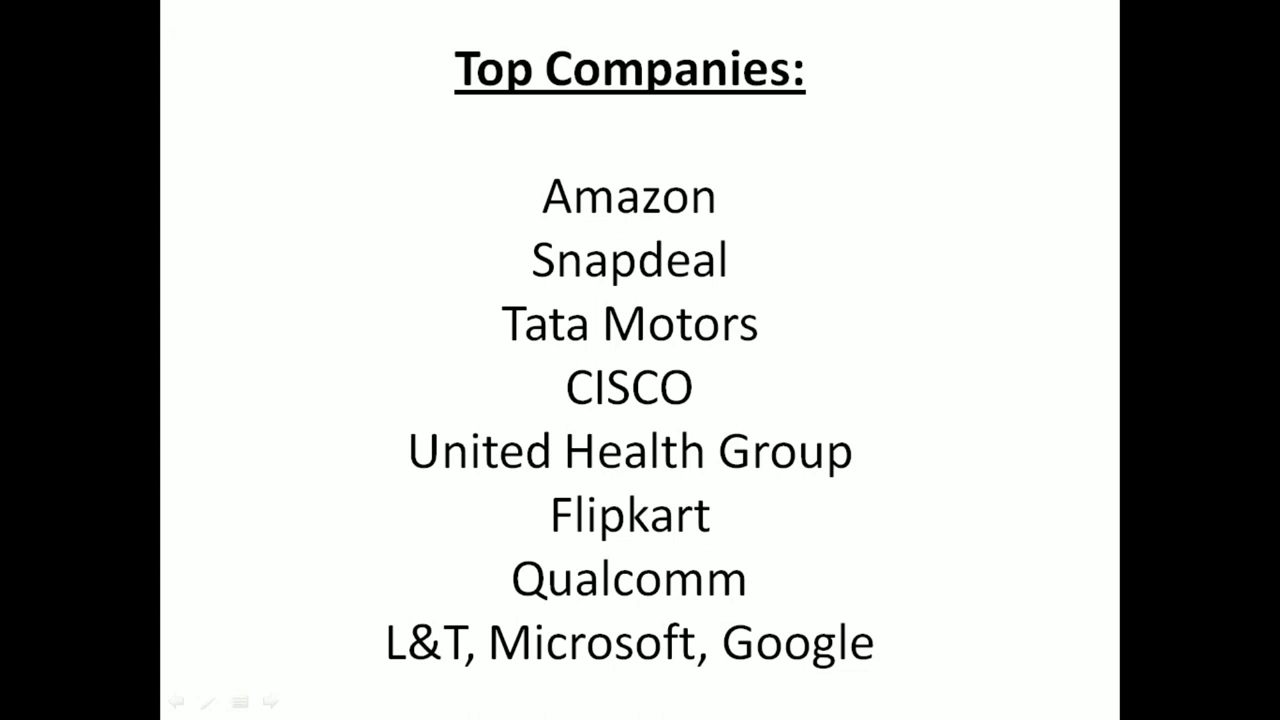 Top Companies:
Amazon
Snapdeal
Tata Motors
CISCO
United Health Group
Flipkart
Qualcomm
L&T, Microsoft, Google